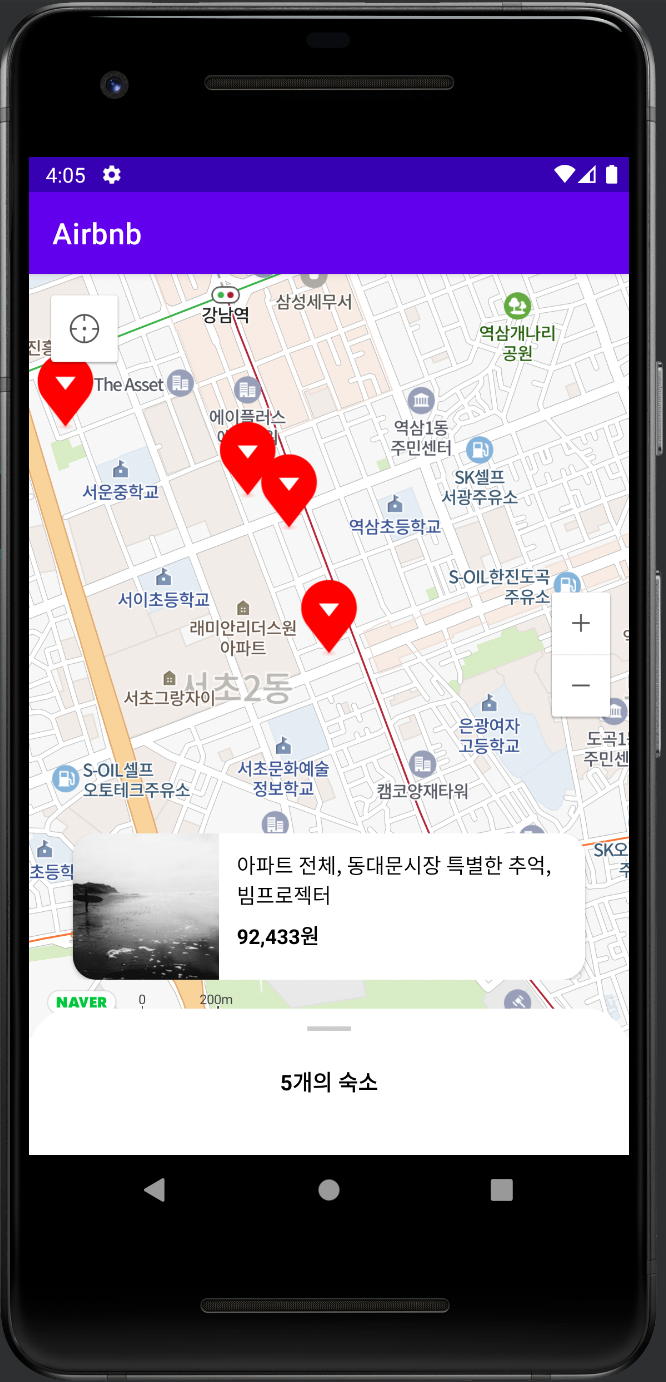 4:05
Airbnb
강남역
삼성세무서
역삼개나리
공원
진흥
The Asset
에이플러스
역삼1동
주민센터
SK셀프
서광주유소
서운중학교
역삼초등학교
S-OIL한진도곡
주유소
서이초등학교
래미안리더스원
아파트
서초2동
서초그랑자이
은광여자
고등학교
도곡1
주민센
서초문화예술
정보학교
캠코양재타워
S-OIL셀프
오토테크주유소
SK오
초등학
아파트 전체, 동대문시장 특별한 추억,
빔프로젝터
92,433원
NAVER
0 200m
5개의 숙소